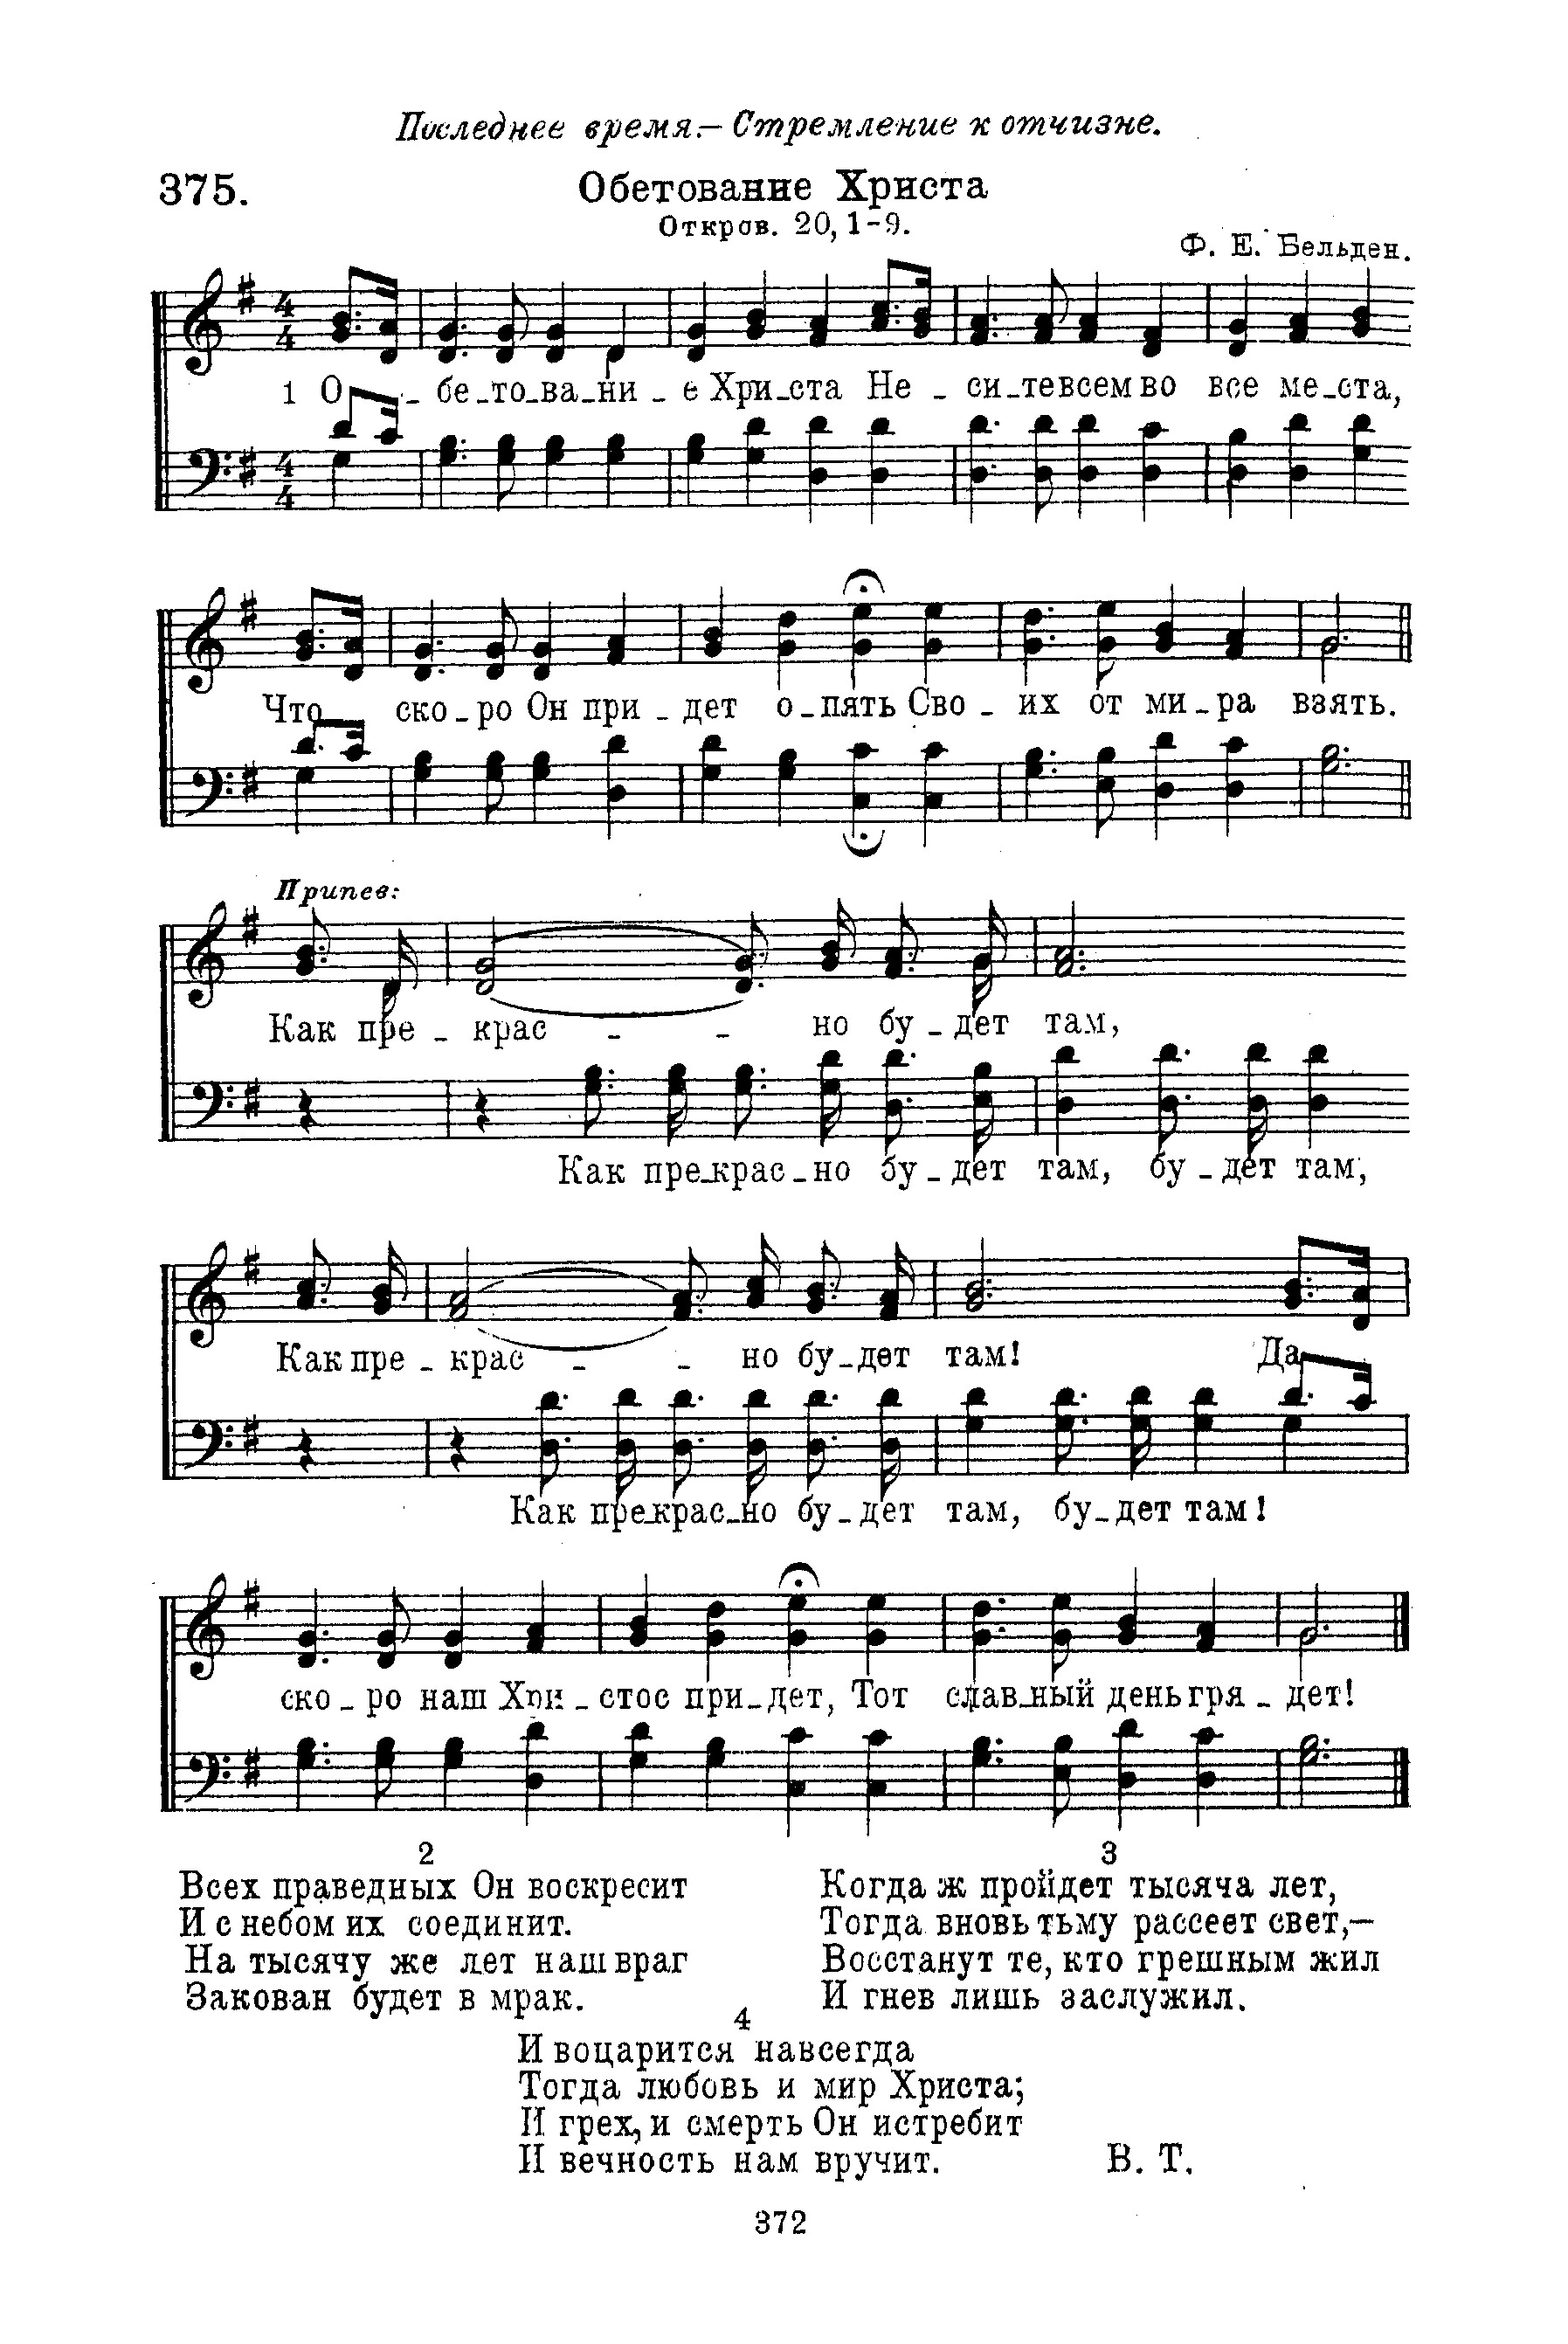 Последнее время.— Стремление к отчизне.
375.
Обетование Христа
Откров. 20, 1-9.
Ф. Е. Бельден.
1 О - бе-то-ва-ни - е Хри-ста Не - си-те всем во все ме-ста,
Что ско-ро Он при - дет о-пять Сво - их от ми-ра взять.
Припев:
Как пре - крас - - но бу-дет там,
Как пре-крас-но бу-дет там, бу-дет там,
Как пре - крас - - но бу-дет там! Да
Как пре-крас-но бу-дет там, бу-дет там!
ско-ро наш Хри-стос при-дет, Тот слав-ный день гря - дет!
2
Всех праведных Он воскресит
И с небом их соединит.
На тысячу же лет наш враг
Закован будет в мрак.
3
Когда ж пройдет тысяча лет,
Тогда вновь тьму рассеет свет,—
Восстанут те, кто грешным жил
И гнев лишь заслужил.
4
И воцарится навсегда
Тогда любовь и мир Христа;
И грех, и смерть Он истребит
И вечность нам вручит.
В. Т.
372